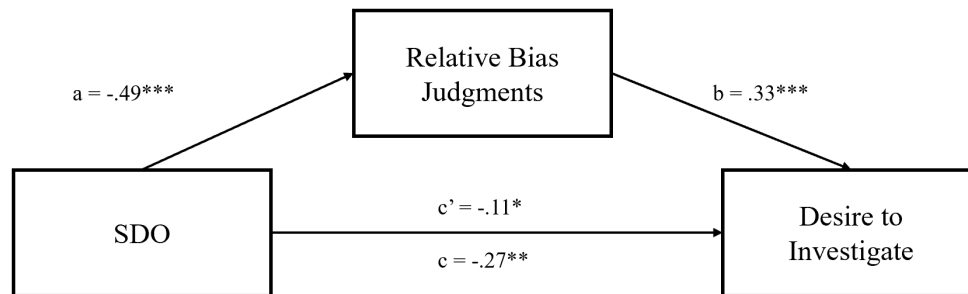 Relative Bias
Judgments
a = -.49***
b = .33***
SDO
c’ = -.11*
c = -.27**
Desire to
Investigate